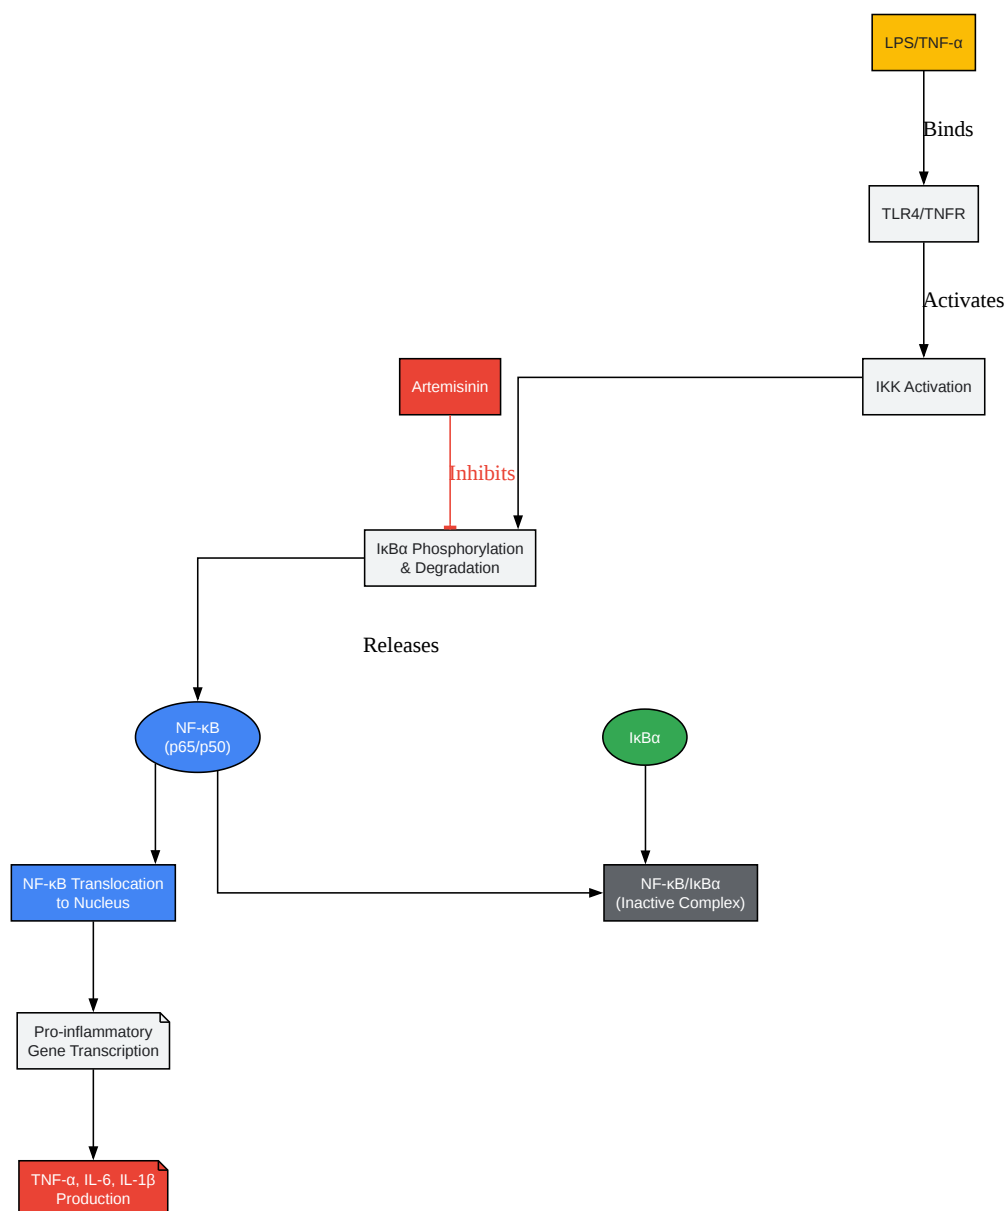 LPS/TNF-α
Binds
TLR4/TNFR
Activates
Artemisinin
IKK Activation
Inhibits
IκBα Phosphorylation
& Degradation
Releases
NF-κB
(p65/p50)
IκBα
NF-κB Translocation
to Nucleus
NF-κB/IκBα
(Inactive Complex)
Pro-inflammatory
Gene Transcription
TNF-α, IL-6, IL-1β
Production